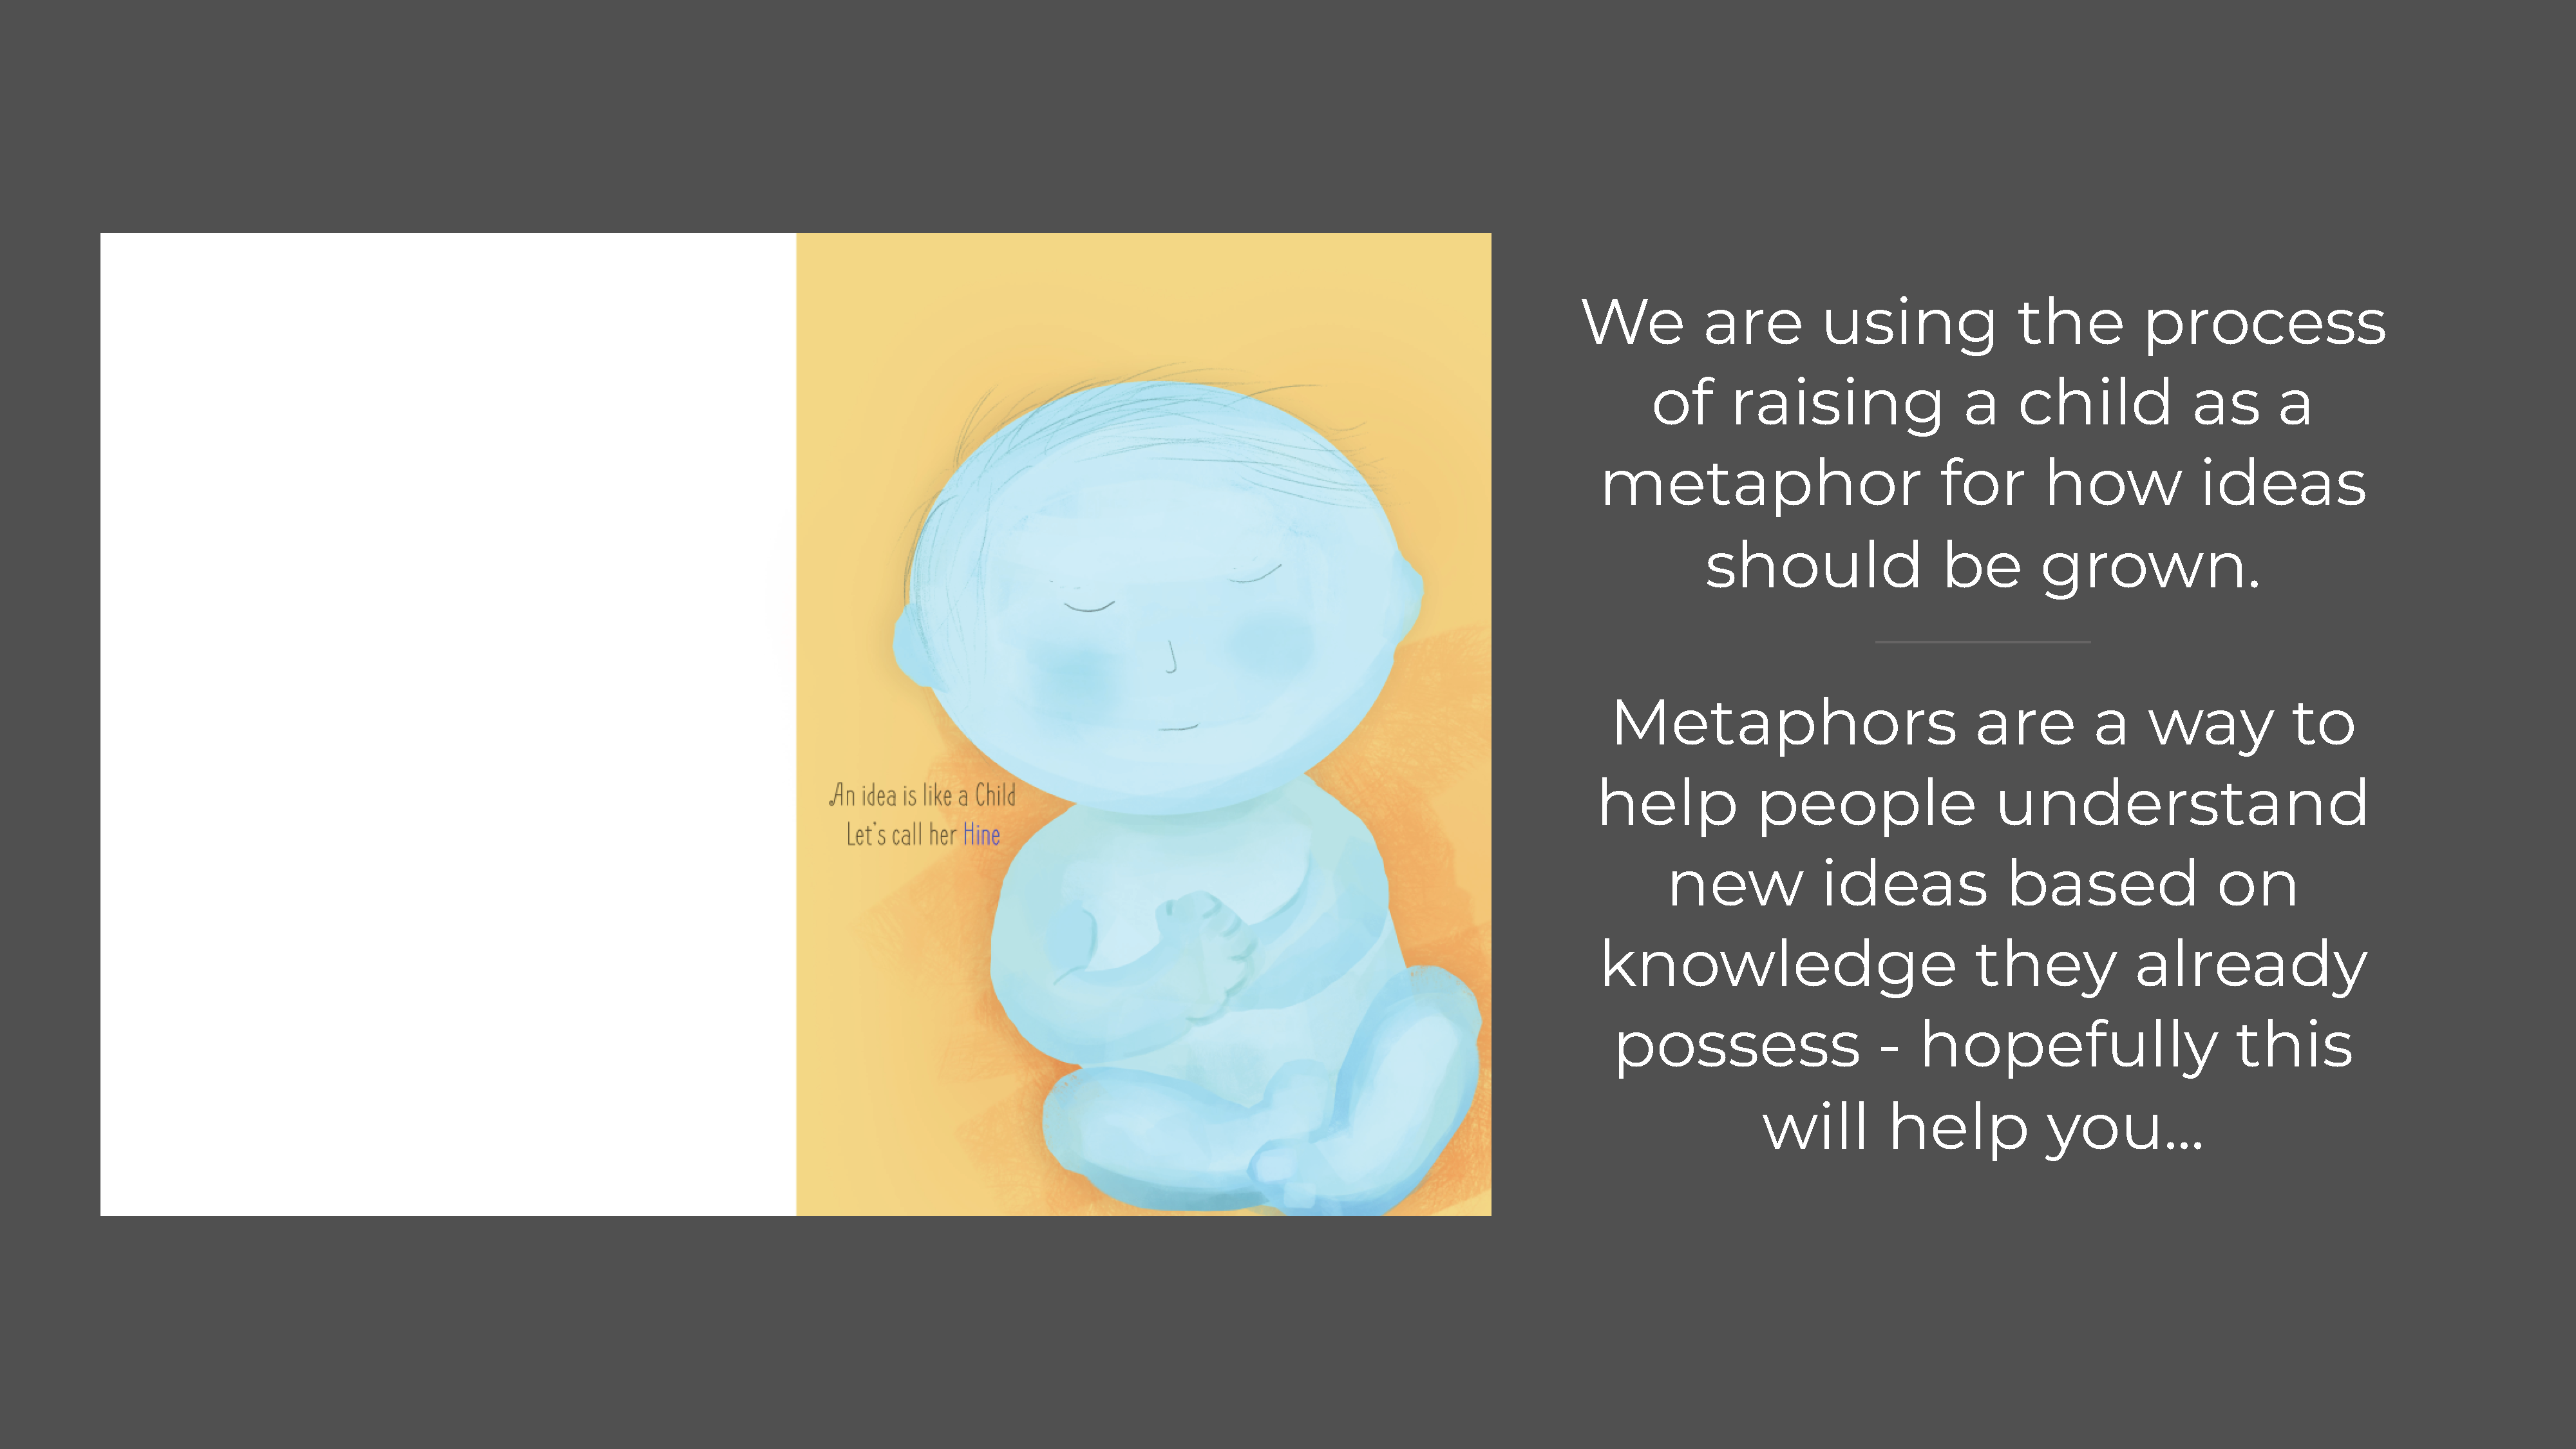 An idea is like a Child
Let's call her Hine
We are using the process
of raising a child as a
metaphor for how ideas
should be grown.
Metaphors are a way to
help people understand
new ideas based on
knowledge they already
possess - hopefully this
will help you...